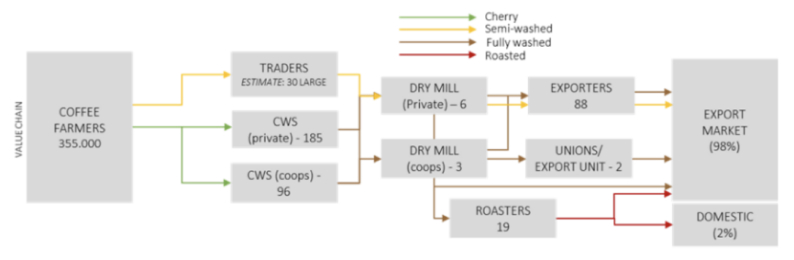 Cherry
Semi-washed
Fully washed
Roasted
VALUE CHAIN
COFFEE
FARMERS
355.000
TRADERS
ESTIMATE: 30 LARGE
CWS
(private) - 185
CWS (coops) -
96
DRY MILL
(Private) – 6
DRY MILL
(coops) - 3
EXPORTERS
88
UNIONS/
EXPORT UNIT - 2
ROASTERS
19
EXPORT
MARKET
(98%)
DOMESTIC
(2%)